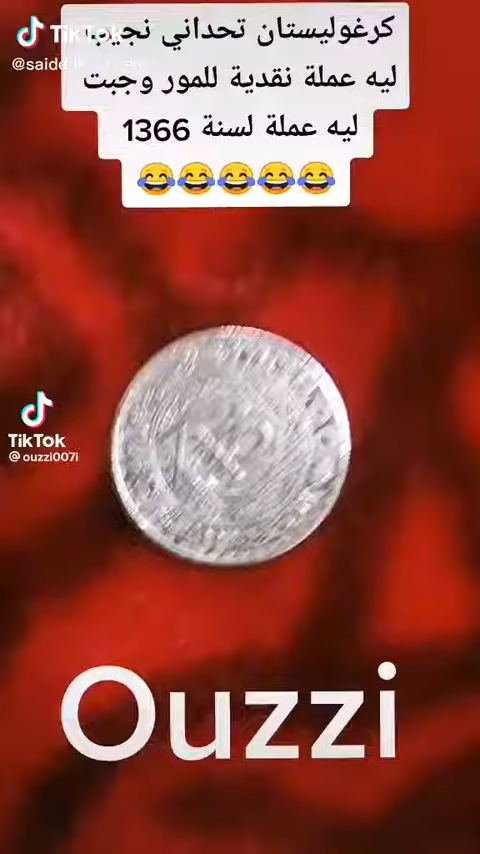 كرغوليستان تحداني نجيب
ليه عملة نقدية للمور وجبت
ليه عملة لسنة 1366
😂😂😂😂😂
TikTok
TikTok
@ouzzi007i
Ouzzi